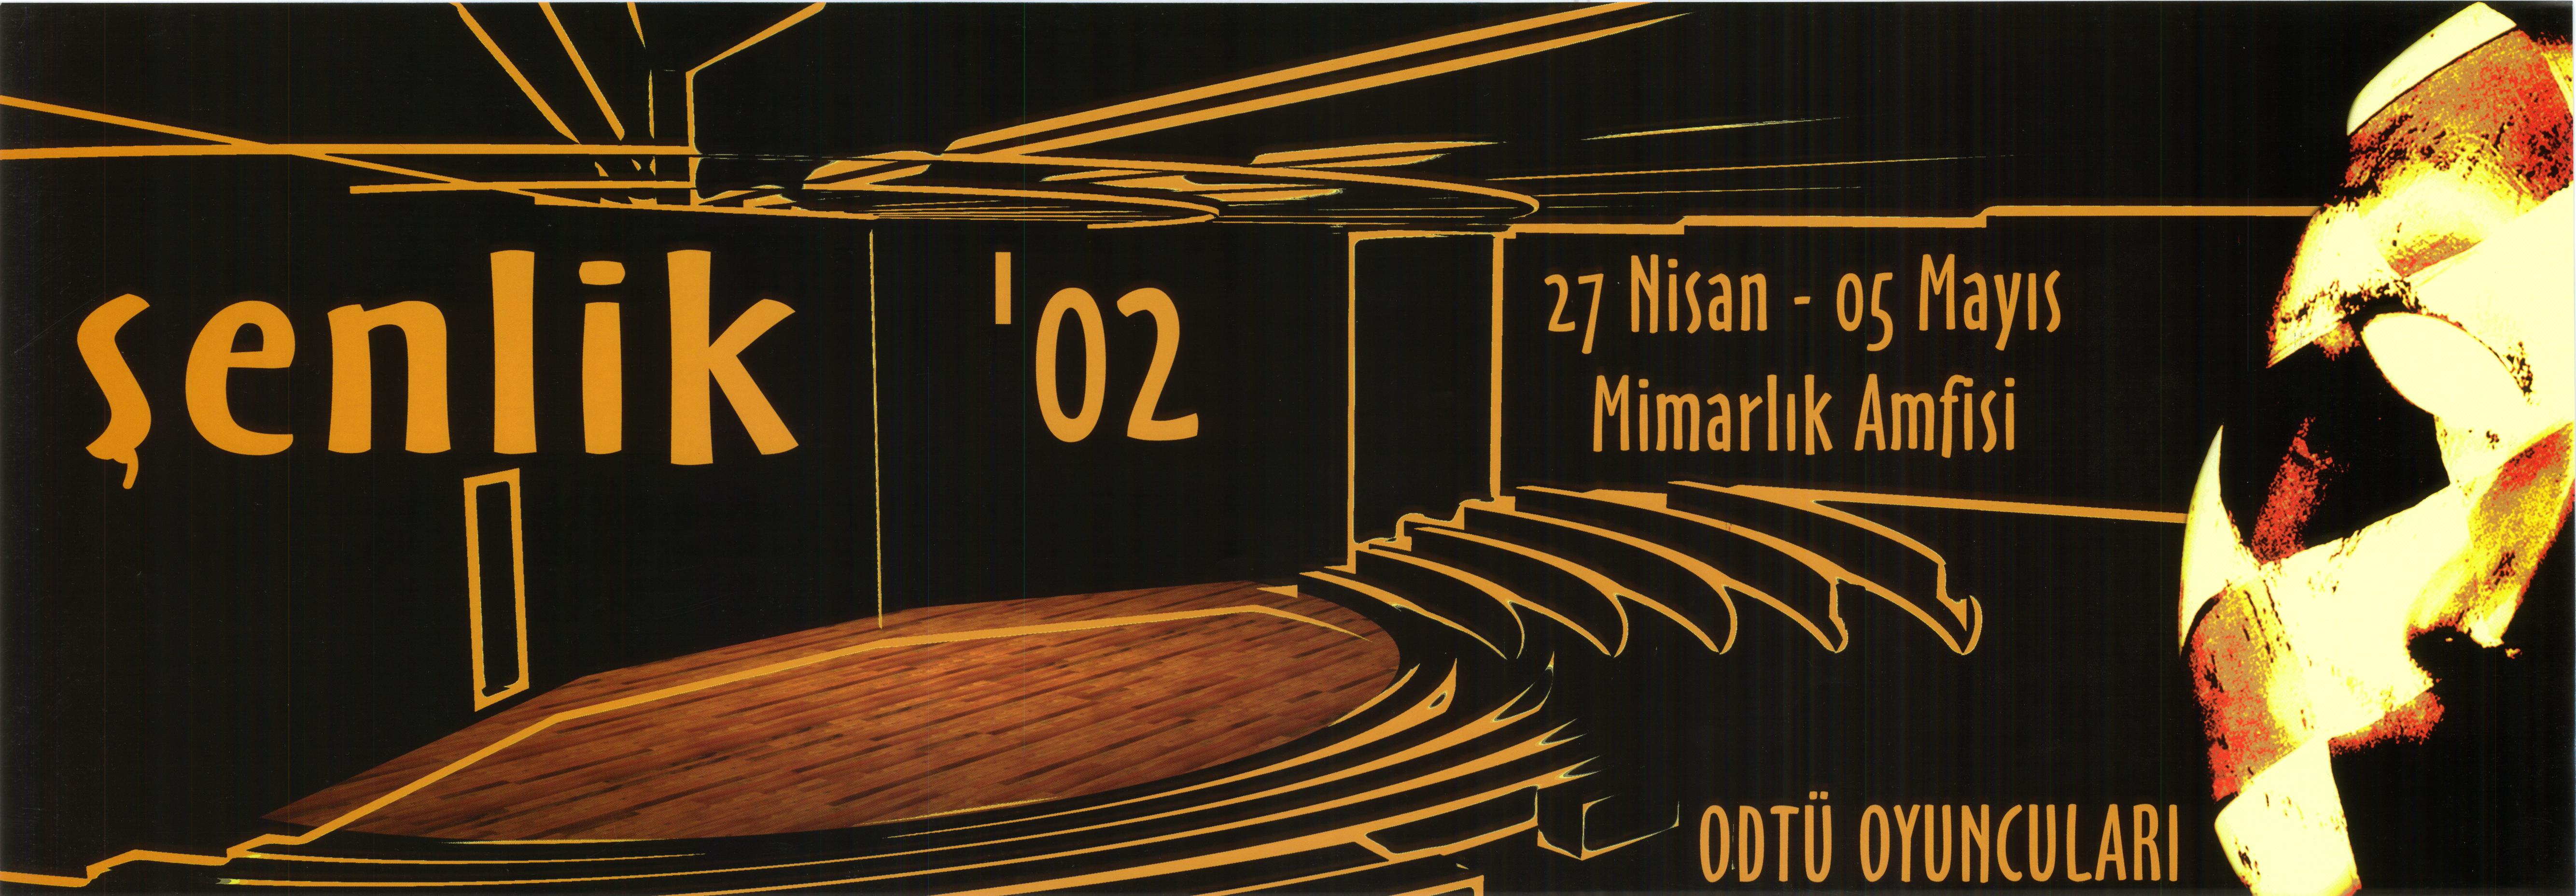 şenlik '02
27 Nisan - 05 Mayıs
Mimarlık Amfisi
ODTÜ OYUNCULARI